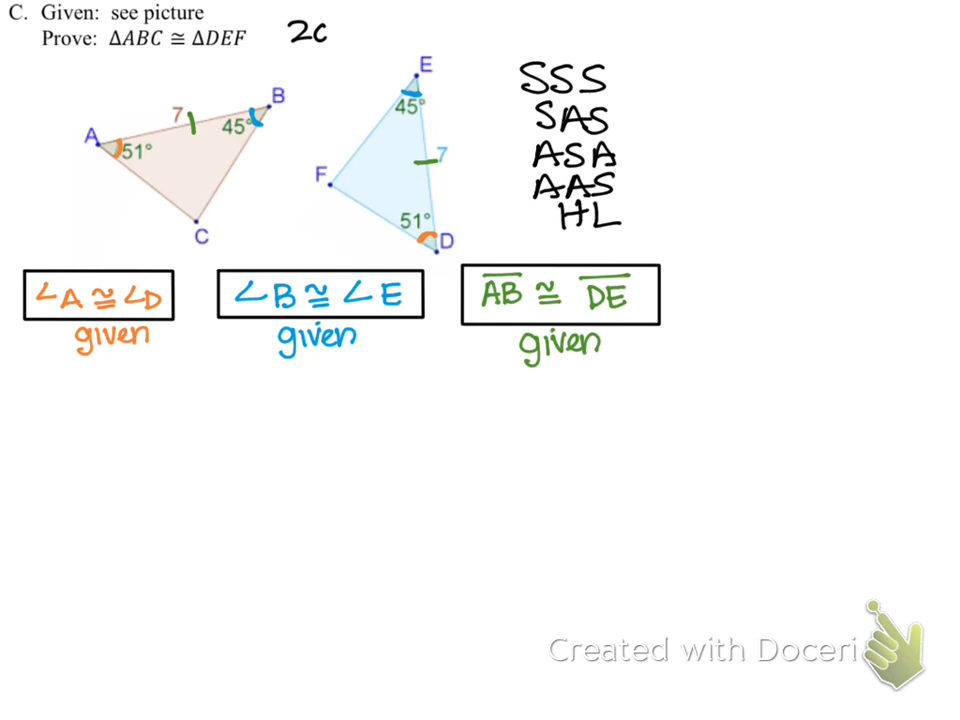 C. Given: see picture
Prove: ΔABC ≅ ΔDEF
2C
SSS
SAS
ASA
AAS
HL
A
7
B
45°
51°
C
E
45°
7
F
51°
D
∠A ≅ ∠D
given
∠B ≅ ∠E
given
AB ≅ DE
given
Created with Doceri